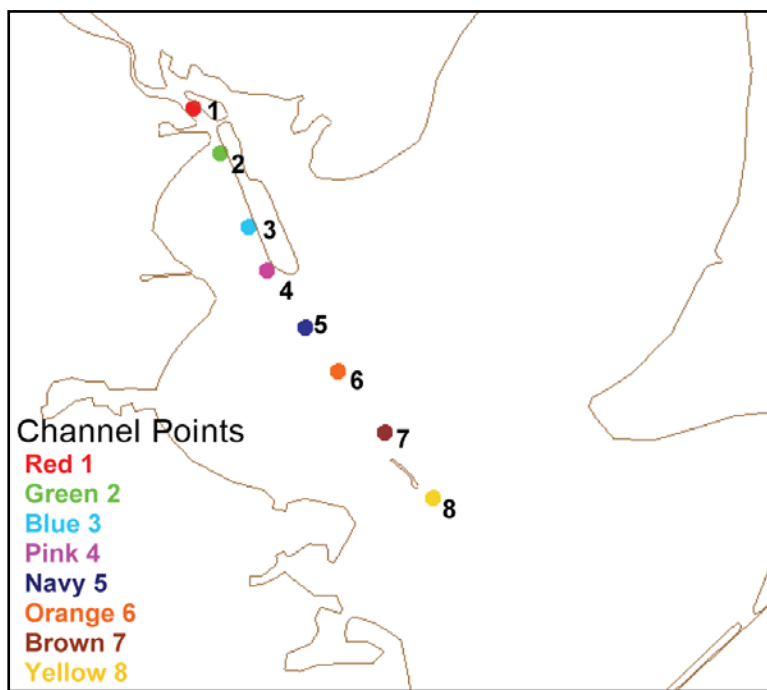 1
2
3
4
5
6
7
8
Channel Points
Red 1
Green 2
Blue 3
Pink 4
Navy 5
Orange 6
Brown 7
Yellow 8